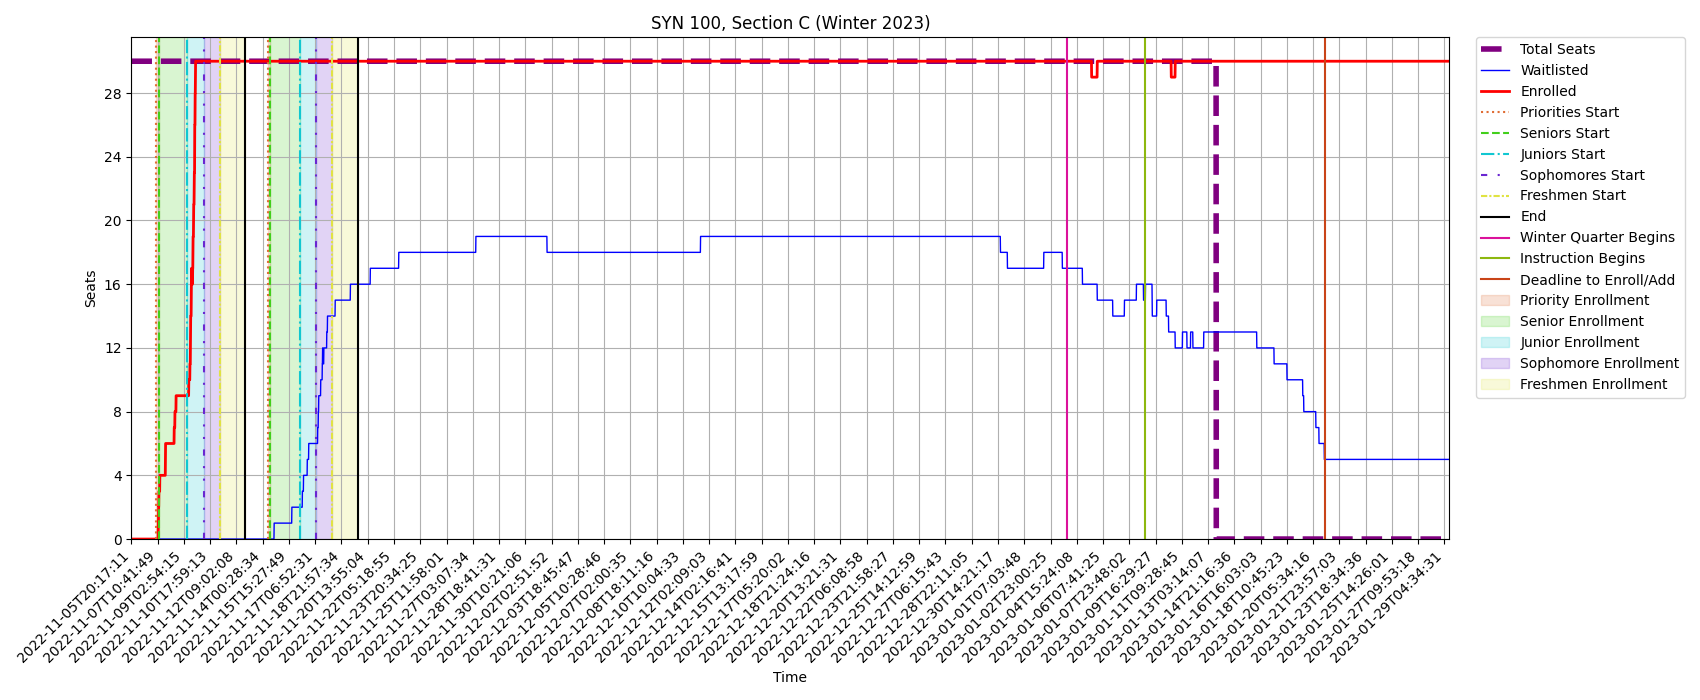 SYN 100, Section C (Winter 2023)
Seats
28
24
20
16
12
8
4
0
2022-11-05T20:17:11
2022-11-07T10:41:49
2022-11-09T02:54:15
2022-11-10T17:59:13
2022-11-12T09:02:08
2022-11-14T00:28:34
2022-11-15T15:27:49
2022-11-17T06:52:31
2022-11-18T21:57:34
2022-11-20T13:55:04
2022-11-22T05:18:55
2022-11-23T20:34:25
2022-11-25T11:58:01
2022-11-27T03:07:34
2022-11-28T18:41:31
2022-11-30T10:21:06
2022-12-02T02:51:52
2022-12-03T18:45:47
2022-12-05T10:28:46
2022-12-07T02:00:35
2022-12-08T18:11:16
2022-12-10T10:04:33
2022-12-12T02:09:03
2022-12-14T02:16:41
2022-12-15T13:17:59
2022-12-17T05:20:02
2022-12-18T21:24:16
2022-12-20T13:21:31
2022-12-22T06:08:58
2022-12-23T21:58:27
2022-12-25T14:12:59
2022-12-27T06:15:43
2022-12-28T22:11:05
2022-12-30T14:21:17
2023-01-01T07:03:48
2023-01-02T23:00:25
2023-01-04T15:24:08
2023-01-06T07:41:25
2023-01-07T23:48:02
2023-01-09T16:29:27
2023-01-11T09:28:45
2023-01-13T03:14:07
2023-01-14T21:16:36
2023-01-16T16:03:03
2023-01-18T10:45:23
2023-01-20T05:34:16
2023-01-21T23:57:03
2023-01-23T18:34:36
2023-01-25T14:26:01
2023-01-27T09:53:18
2023-01-29T04:34:31
Time
Total Seats
Waitlisted
Enrolled
Priorities Start
Seniors Start
Juniors Start
Sophomores Start
Freshmen Start
End
Winter Quarter Begins
Instruction Begins
Deadline to Enroll/Add
Priority Enrollment
Senior Enrollment
Junior Enrollment
Sophomore Enrollment
Freshmen Enrollment